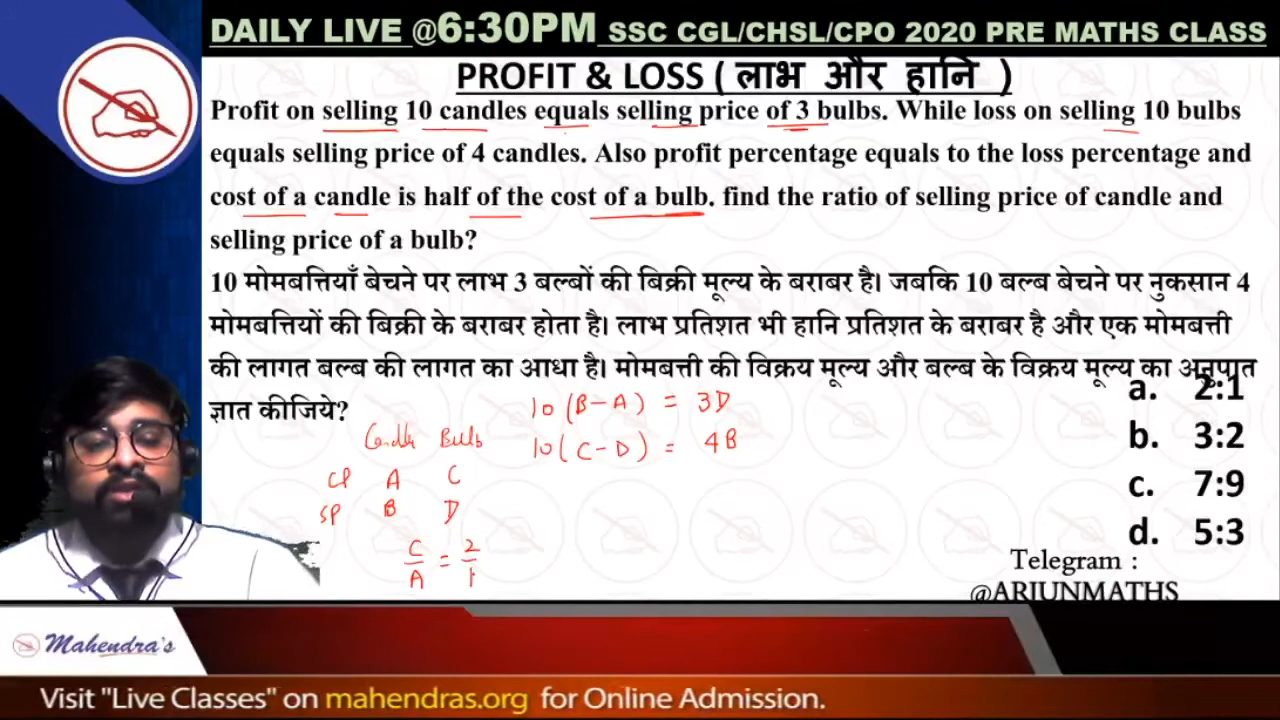 DAILY LIVE @6:30PM SSC CGL/CHSL/CPO 2020 PRE MATHS CLASS
PROFIT & LOSS ( लाभ और हानि )
Profit on selling 10 candles equals selling price of 3 bulbs. While loss on selling 10 bulbs
equals selling price of 4 candles. Also profit percentage equals to the loss percentage and
cost of a candle is half of the cost of a bulb. find the ratio of selling price of candle and
selling price of a bulb?
10 मोमबत्तियाँ बेचने पर लाभ 3 बल्बों की बिक्री मूल्य के बराबर है। जबकि 10 बल्ब बेचने पर नुकसान 4
मोमबत्तियों की बिक्री के बराबर होता है। लाभ प्रतिशत भी हानि प्रतिशत के बराबर है और एक मोमबत्ती
की लागत बल्ब की लागत का आधा है। मोमबत्ती की विक्रय मूल्य और बल्ब के विक्रय मूल्य का अनुपात
ज्ञात कीजिये?
10 (B-A) = 3D
10 (C-D) = 4B
Candle Bulb
CP A C
SP B D
C/A = 2/1
a. 2:1
b. 3:2
c. 7:9
d. 5:3
Telegram :
@ARJUNMATHS
Mahendra's
Visit "Live Classes" on mahendras.org for Online Admission.